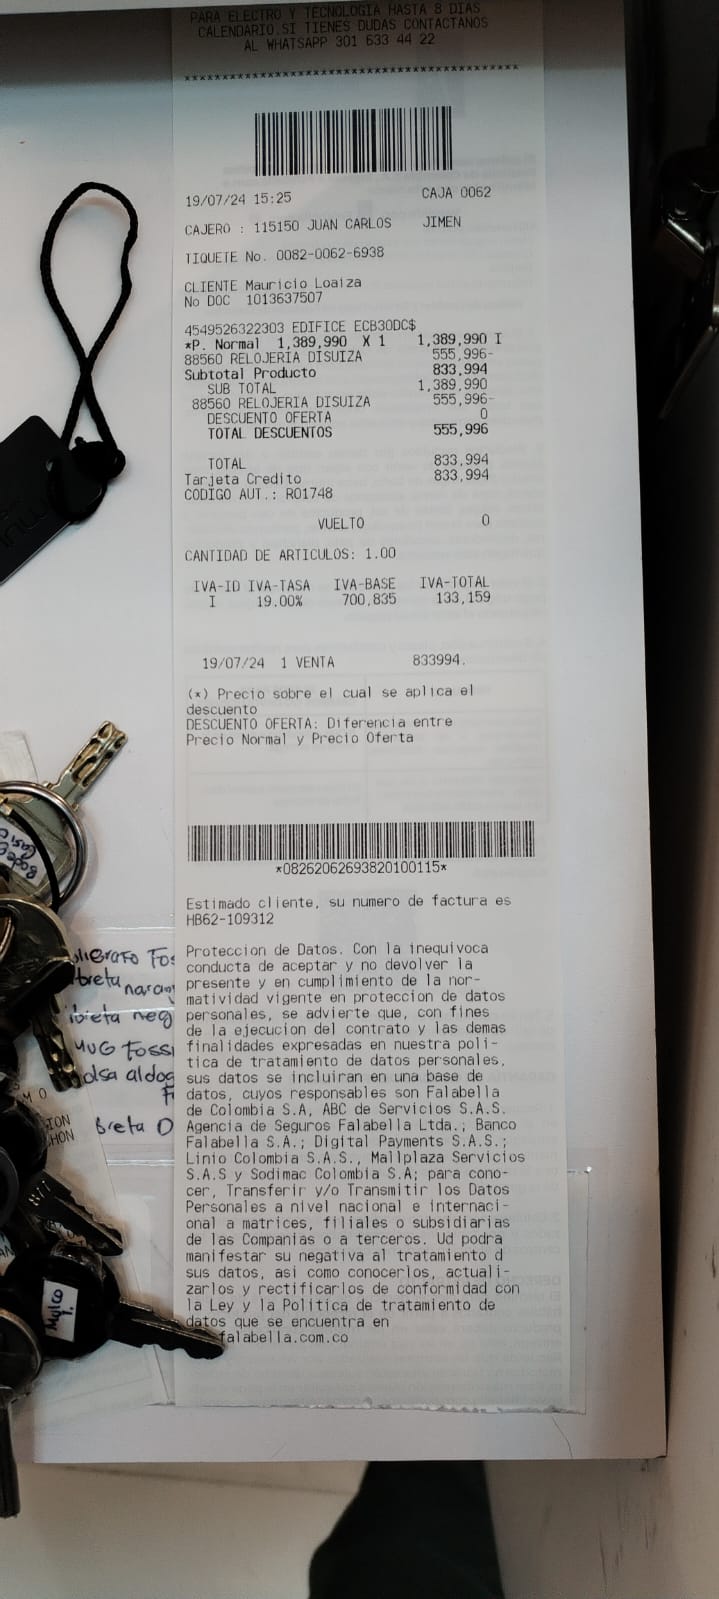 PARA ELECTRO Y TECNOLOGIA HASTA 8 DIAS
CALENDARIO.SI TIENES DUDAS CONTACTANOS
AL WHATSAPP 301 633 44 22
****************************************************
19/07/24 15:25 CAJA 0062
CAJERO : 115150 JUAN CARLOS JIMEN
TIQUETE No. 0082-0062-6938
CLIENTE Mauricio Loaiza
No DOC 1013637507
4549526322303 EDIFICE ECB30DC$
*P. Normal 1,389,990 X 1 1,389,990 I
88560 RELOJERIA DISUIZA 555,996-
Subtotal Producto 833,994
SUB TOTAL 1,389,990
88560 RELOJERIA DISUIZA 555,996-
DESCUENTO OFERTA 0
TOTAL DESCUENTOS 555,996
TOTAL 833,994
Tarjeta Credito 833,994
CODIGO AUT.: R01748
VUELTO 0
CANTIDAD DE ARTICULOS: 1.00
IVA-ID IVA-TASA IVA-BASE IVA-TOTAL
I 19.00% 700,835 133,159
19/07/24 1 VENTA 833994.
(*) Precio sobre el cual se aplica el
descuento
DESCUENTO OFERTA: Diferencia entre
Precio Normal y Precio Oferta
*08262062693820100115*
Estimado cliente, su numero de factura es
HB62-109312
Proteccion de Datos. Con la inequivoca
conducta de aceptar y no devolver la
presente y en cumplimiento de la nor-
matividad vigente en proteccion de datos
personales, se advierte que, con fines
de la ejecucion del contrato y las demas
finalidades expresadas en nuestra poli-
tica de tratamiento de datos personales,
sus datos se incluiran en una base de
datos, cuyos responsables son Falabella
de Colombia S.A, ABC de Servicios S.A.S.
Agencia de Seguros Falabella Ltda.; Banco
Falabella S.A.; Digital Payments S.A.S.;
Linio Colombia S.A.S., Mallplaza Servicios
S.A.S y Sodimac Colombia S.A; para cono-
cer, Transferir y/o Transmitir los Datos
Personales a nivel nacional e internaci-
onal a matrices, filiales o subsidiarias
de las Companias o a terceros. Ud podra
manifestar su negativa al tratamiento d
sus datos, asi como conocerlos, actuali-
zarlos y rectificarlos de conformidad con
la Ley y la Politica de tratamiento de
datos que se encuentra en
falabella.com.co
naran
neg
MUG FOSSI
olsa aldo
breta D
Mulco
1.